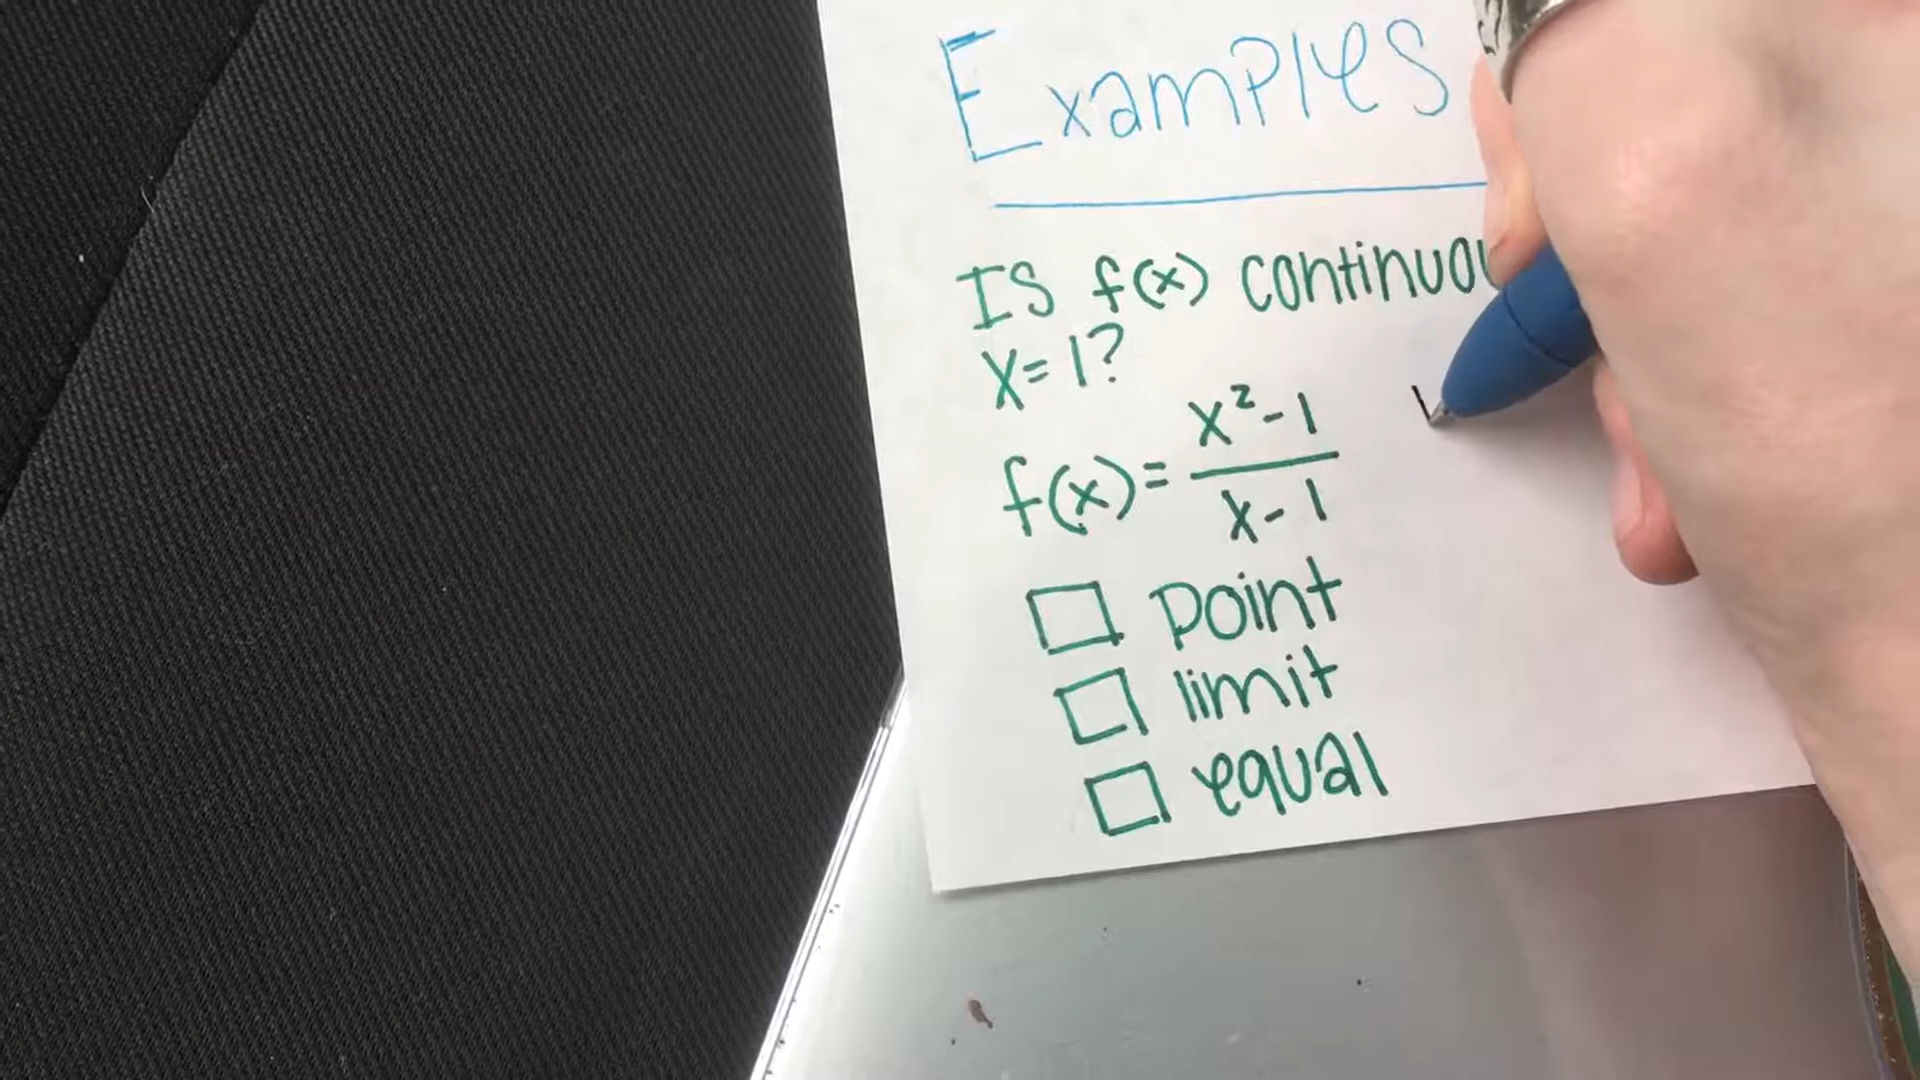 Examples
Is f(x) continuou
x=1?
f(x)= x²-1
x-1
point
limit
equal